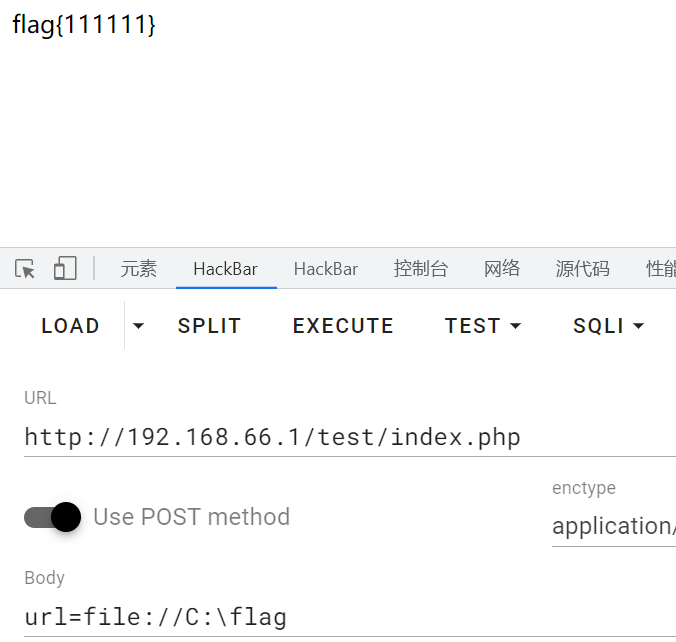 flag{111111}
元素 HackBar HackBar 控制台 网络 源代码 性能
LOAD SPLIT EXECUTE TEST SQLI
URL
http://192.168.66.1/test/index.php
enctype
Use POST method application/
Body
url=file://C:\flag